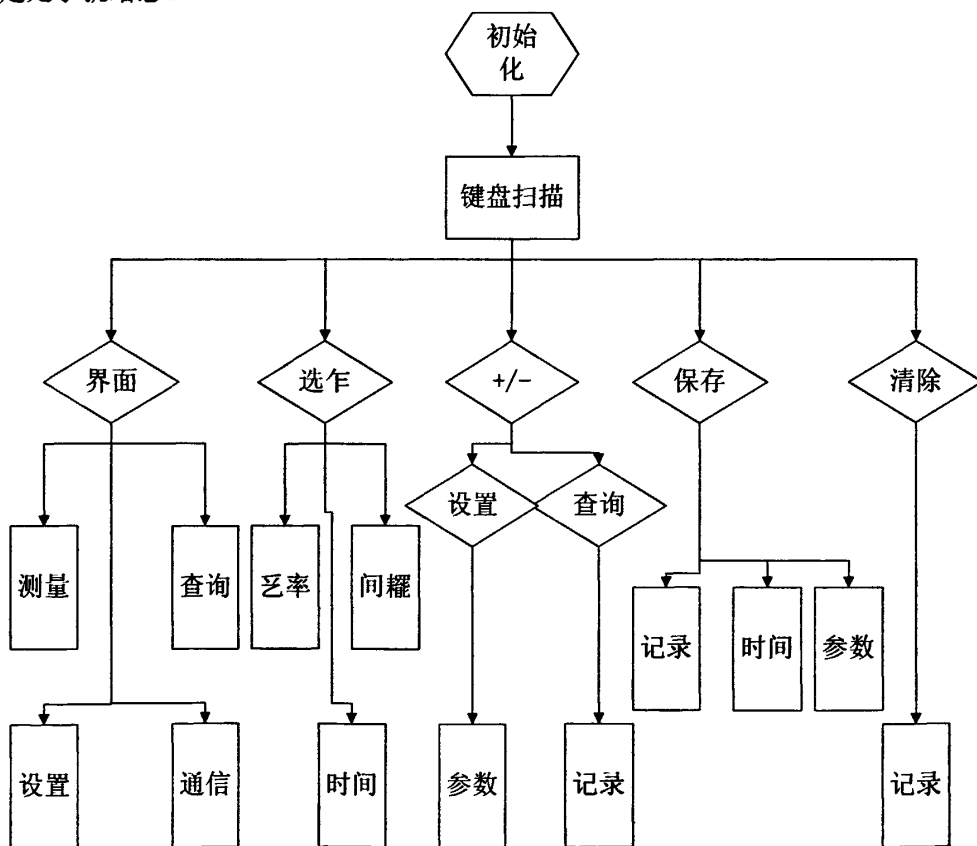 初始
化
键盘扫描
界面
选乍
+/-
保存
清除
设置
查询
测量
查询
间糶
记录
时间
参数
设置
通信
时间
参数
记录
记录